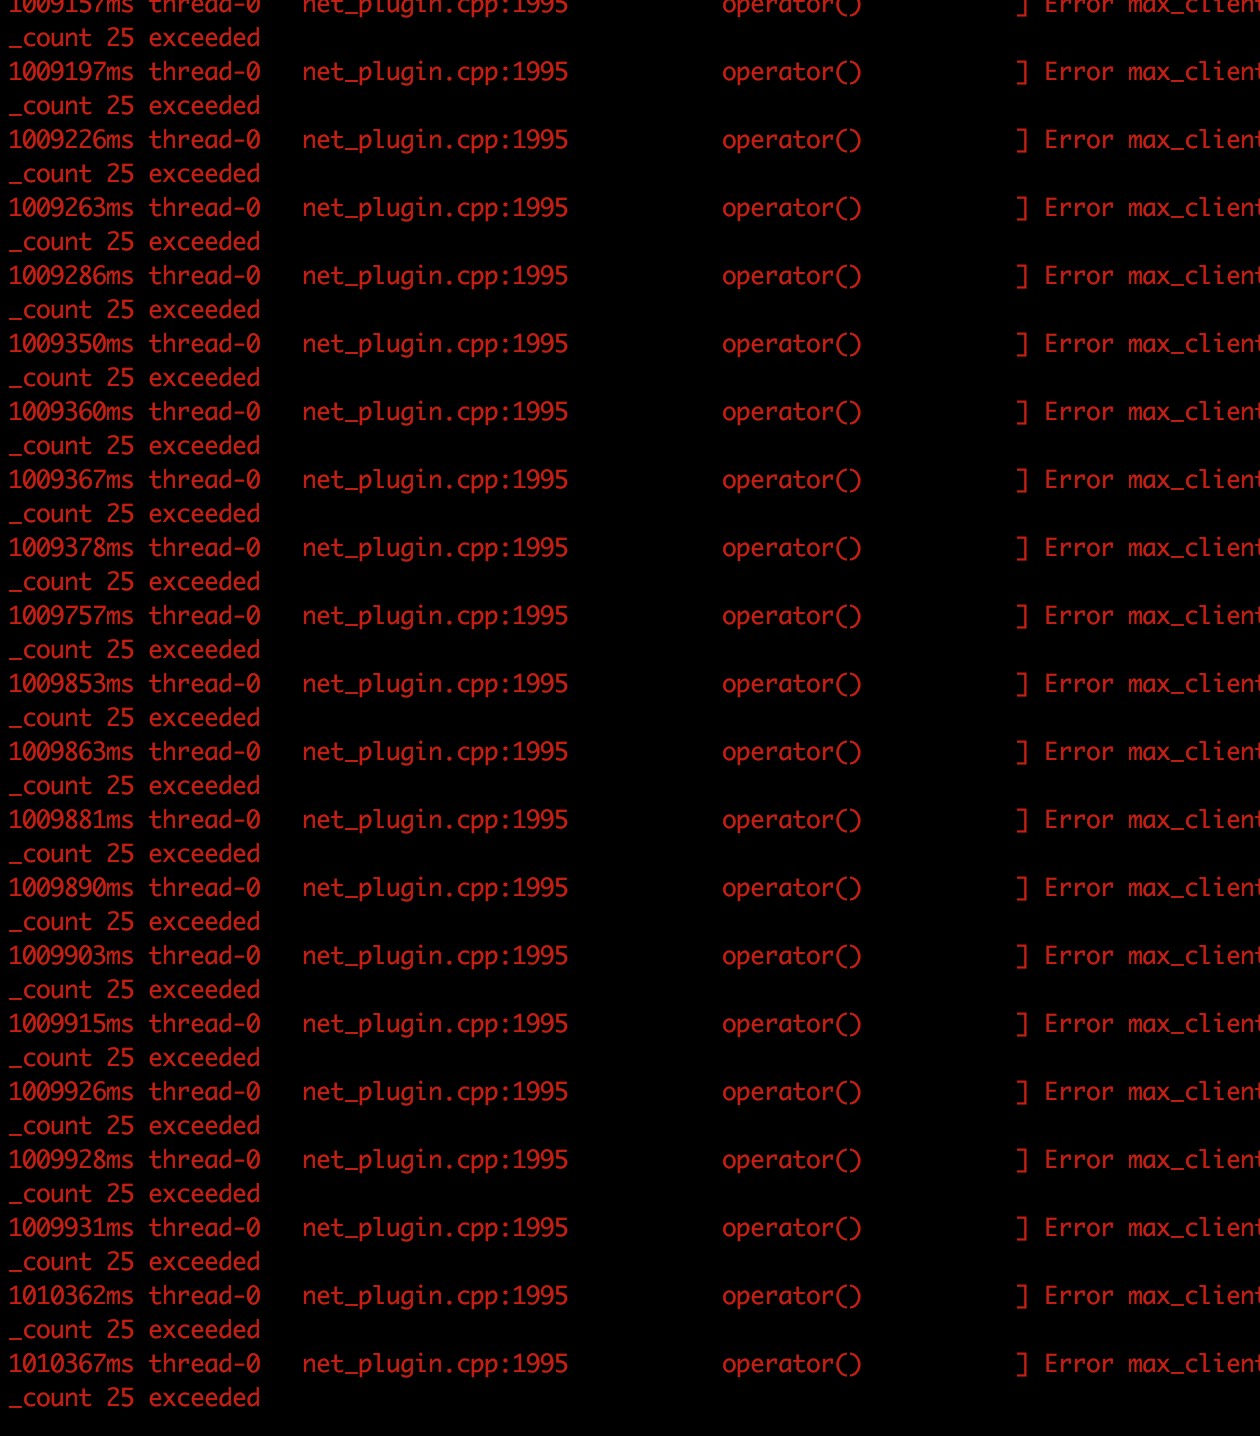 1009157ms thread-0   net_plugin.cpp:1995           operator()           ] Error max_client
_count 25 exceeded
1009197ms thread-0   net_plugin.cpp:1995           operator()           ] Error max_client
_count 25 exceeded
1009226ms thread-0   net_plugin.cpp:1995           operator()           ] Error max_client
_count 25 exceeded
1009263ms thread-0   net_plugin.cpp:1995           operator()           ] Error max_client
_count 25 exceeded
1009286ms thread-0   net_plugin.cpp:1995           operator()           ] Error max_client
_count 25 exceeded
1009350ms thread-0   net_plugin.cpp:1995           operator()           ] Error max_client
_count 25 exceeded
1009360ms thread-0   net_plugin.cpp:1995           operator()           ] Error max_client
_count 25 exceeded
1009367ms thread-0   net_plugin.cpp:1995           operator()           ] Error max_client
_count 25 exceeded
1009378ms thread-0   net_plugin.cpp:1995           operator()           ] Error max_client
_count 25 exceeded
1009757ms thread-0   net_plugin.cpp:1995           operator()           ] Error max_client
_count 25 exceeded
1009853ms thread-0   net_plugin.cpp:1995           operator()           ] Error max_client
_count 25 exceeded
1009863ms thread-0   net_plugin.cpp:1995           operator()           ] Error max_client
_count 25 exceeded
1009881ms thread-0   net_plugin.cpp:1995           operator()           ] Error max_client
_count 25 exceeded
1009890ms thread-0   net_plugin.cpp:1995           operator()           ] Error max_client
_count 25 exceeded
1009903ms thread-0   net_plugin.cpp:1995           operator()           ] Error max_client
_count 25 exceeded
1009915ms thread-0   net_plugin.cpp:1995           operator()           ] Error max_client
_count 25 exceeded
1009926ms thread-0   net_plugin.cpp:1995           operator()           ] Error max_client
_count 25 exceeded
1009928ms thread-0   net_plugin.cpp:1995           operator()           ] Error max_client
_count 25 exceeded
1009931ms thread-0   net_plugin.cpp:1995           operator()           ] Error max_client
_count 25 exceeded
1010362ms thread-0   net_plugin.cpp:1995           operator()           ] Error max_client
_count 25 exceeded
1010367ms thread-0   net_plugin.cpp:1995           operator()           ] Error max_client
_count 25 exceeded